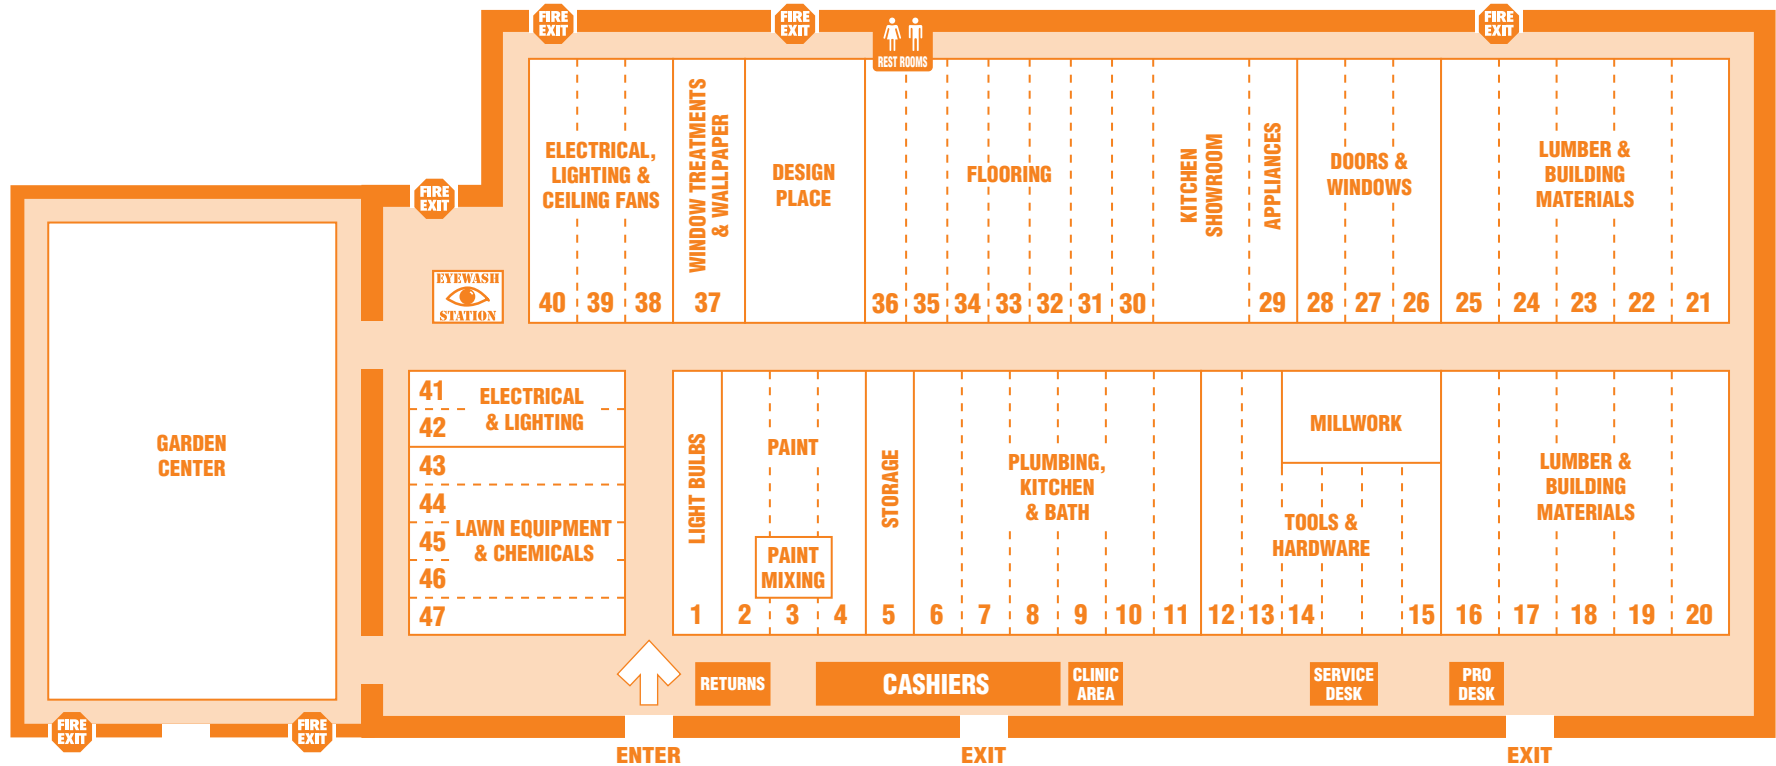 FIRE
EXIT
FIRE
EXIT
FIRE
EXIT
REST ROOMS
ELECTRICAL,
LIGHTING &
CEILING FANS
WINDOW TREATMENTS
& WALLPAPER
DESIGN
PLACE
FLOORING
KITCHEN
SHOWROOM
APPLIANCES
DOORS &
WINDOWS
LUMBER &
BUILDING
MATERIALS
FIRE
EXIT
EYEWASH
STATION
40 39 38 37 36 35 34 33 32 31 30 29 28 27 26 25 24 23 22 21
GARDEN
CENTER
41
42
ELECTRICAL
& LIGHTING
43
44
45
46
47
LAWN EQUIPMENT
& CHEMICALS
LIGHT BULBS
PAINT
PAINT
MIXING
STORAGE
PLUMBING,
KITCHEN
& BATH
MILLWORK
TOOLS &
HARDWARE
LUMBER &
BUILDING
MATERIALS
1 2 3 4 5 6 7 8 9 10 11 12 13 14 15 16 17 18 19 20
RETURNS
CASHIERS
CLINIC
AREA
SERVICE
DESK
PRO
DESK
FIRE
EXIT
FIRE
EXIT
ENTER
EXIT
EXIT